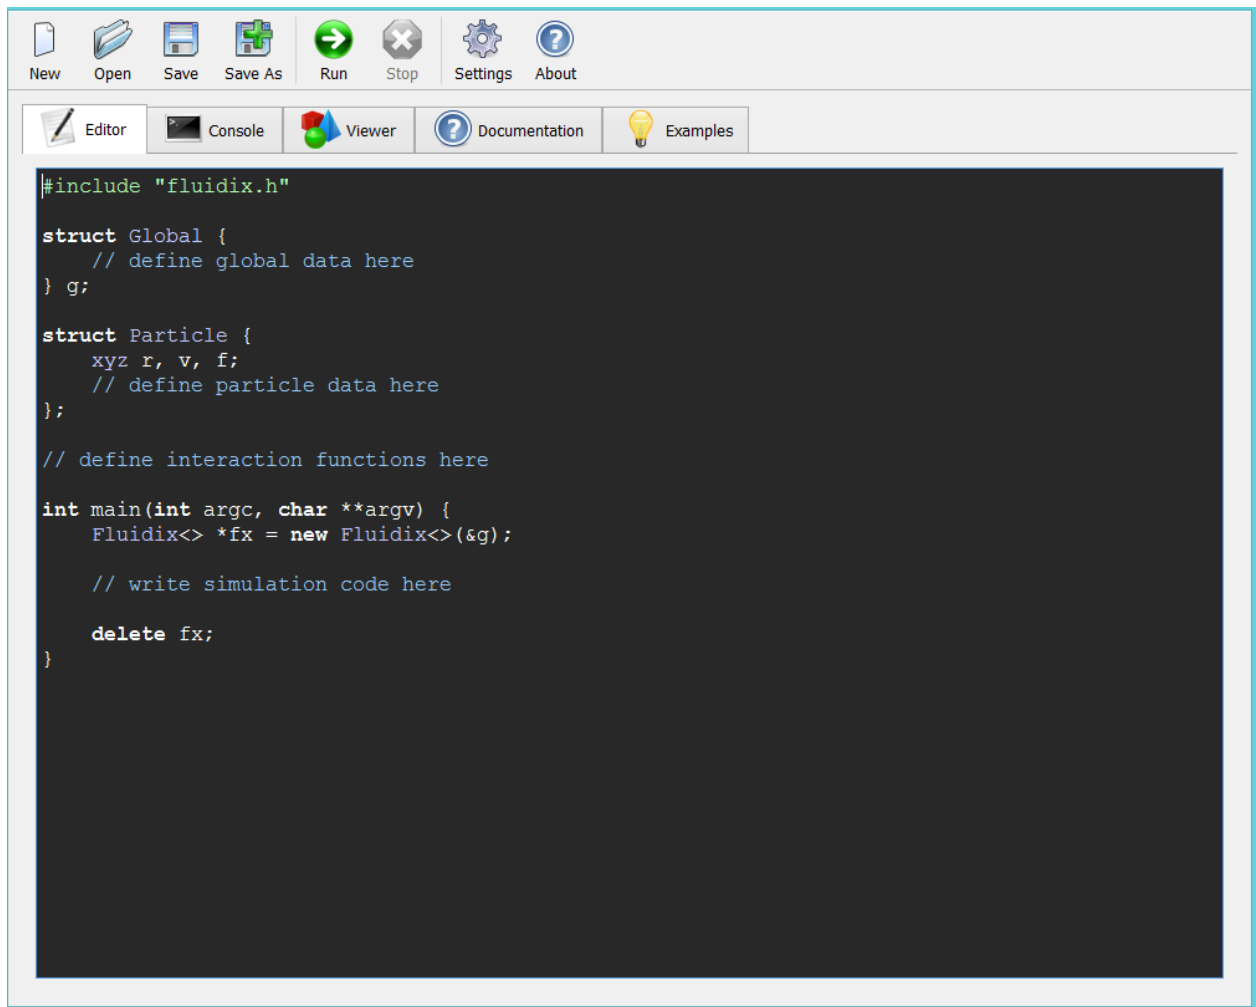 New Open Save Save As Run Stop Settings About
Editor Console Viewer Documentation Examples
#include "fluidix.h"
struct Global {
    // define global data here
} g;
struct Particle {
    xyz r, v, f;
    // define particle data here
};
// define interaction functions here
int main(int argc, char **argv) {
    Fluidix<> *fx = new Fluidix<>(&g);
    // write simulation code here
    delete fx;
}